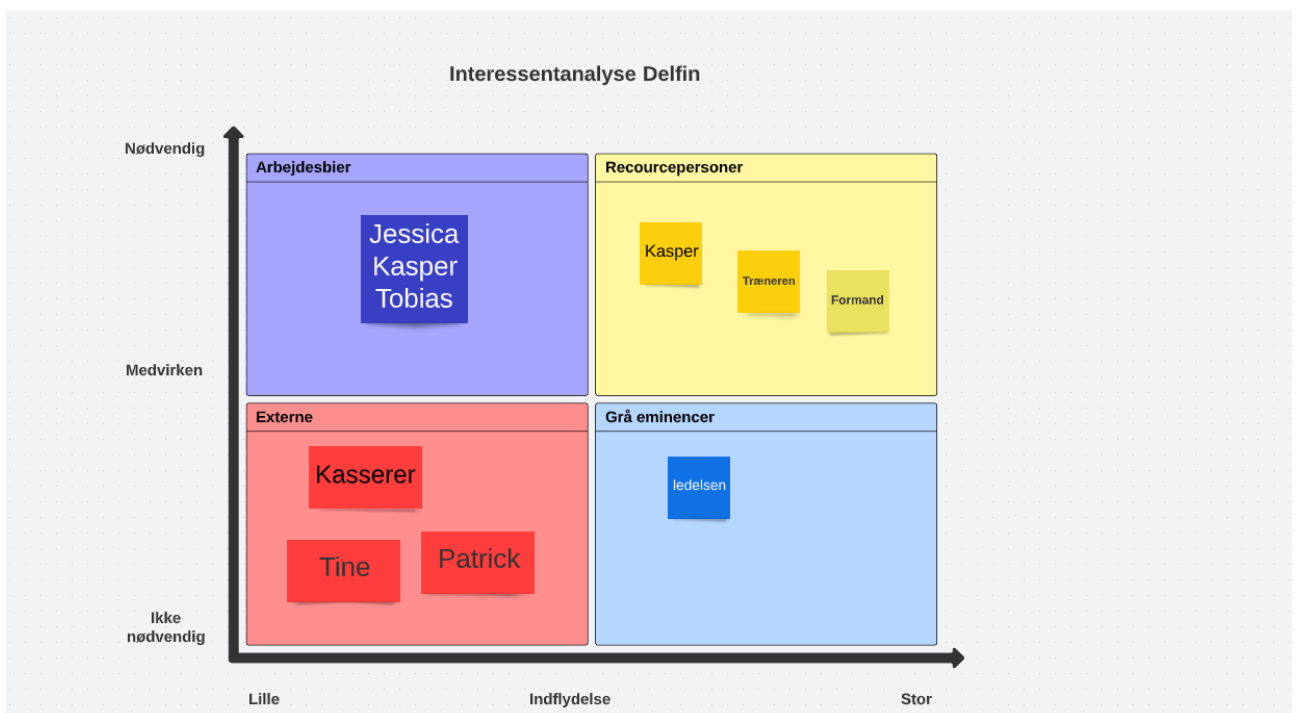 Interessentanalyse Delfin
Nødvendig
Arbejdesbier
Recourcepersoner
Jessica
Kasper
Tobias
Kasper
Træneren
Formand
Medvirken
Externe
Grå eminencer
Kasserer
ledelsen
Tine
Patrick
Ikke
nødvendig
Lille
Indflydelse
Stor